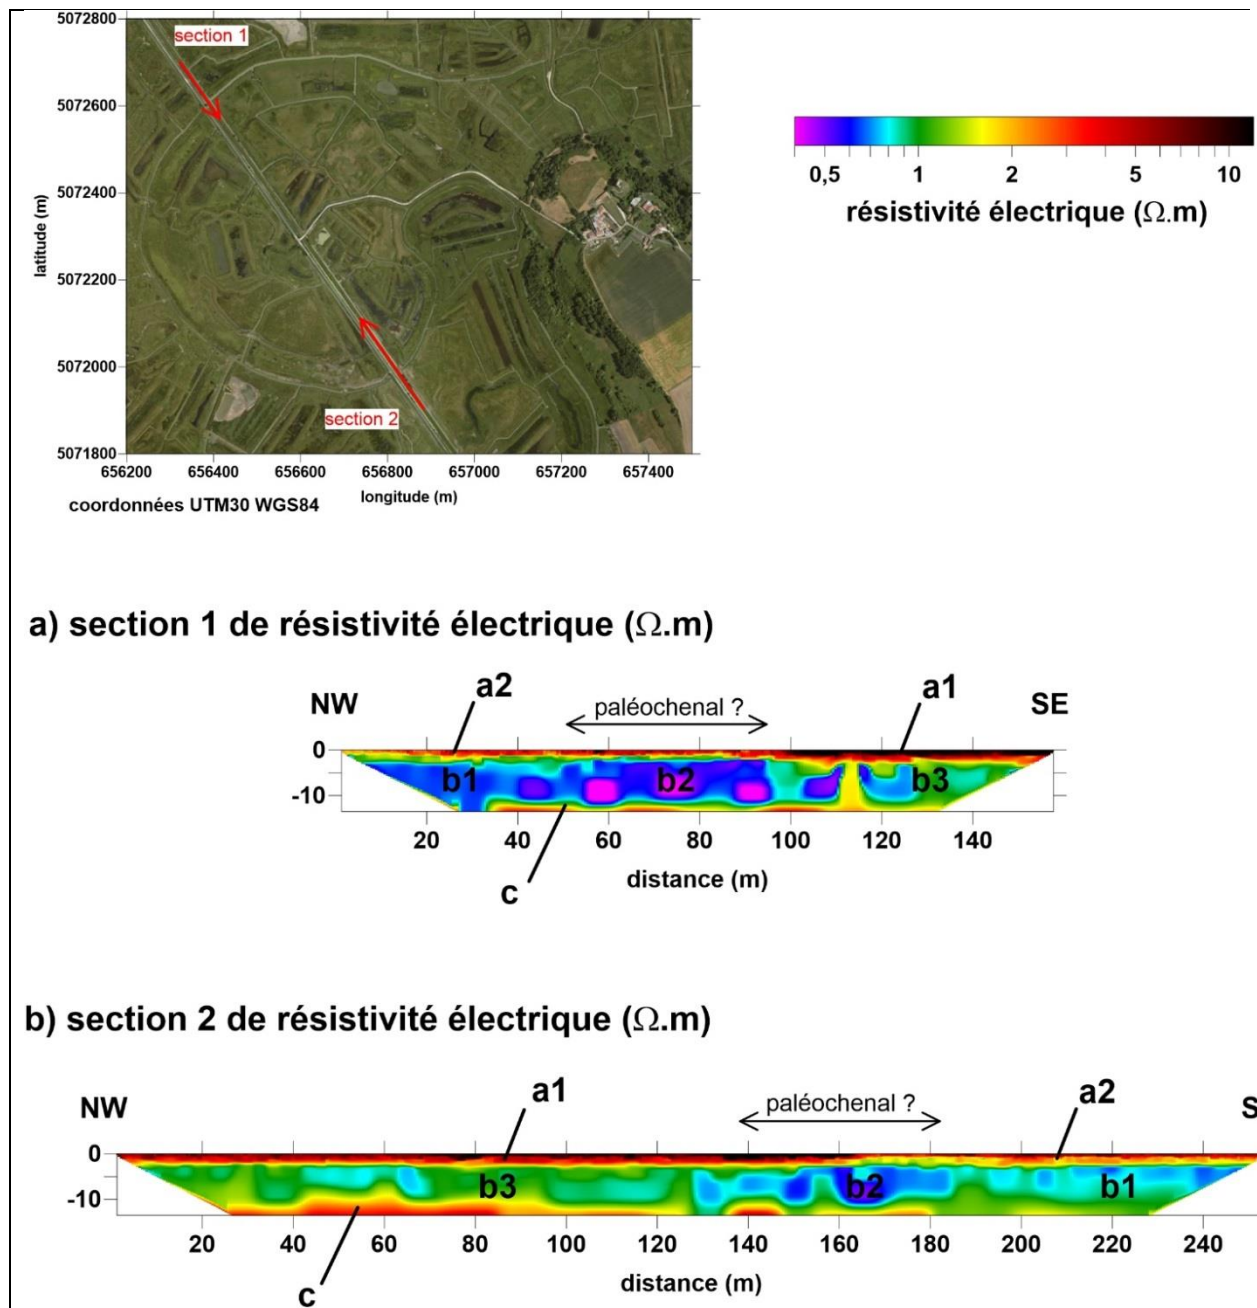 5072800
section 1
5072600
5072400
latitude (m)
5072200
5072000
section 2
5071800
656200 656400 656600 656800 657000 657200 657400
coordonnées UTM30 WGS84
longitude (m)
0,5 1 2 5 10
résistivité électrique (Ω.m)
a) section 1 de résistivité électrique (Ω.m)
NW
a2
paléochenal ?
a1
SE
0
-10
b1
b2
b3
20 40 60 80 100 120 140
c
distance (m)
b) section 2 de résistivité électrique (Ω.m)
NW
a1
paléochenal ?
a2
S
0
-10
b3
b2
b1
20 40 60 80 100 120 140 160 180 200 220 240
c
distance (m)